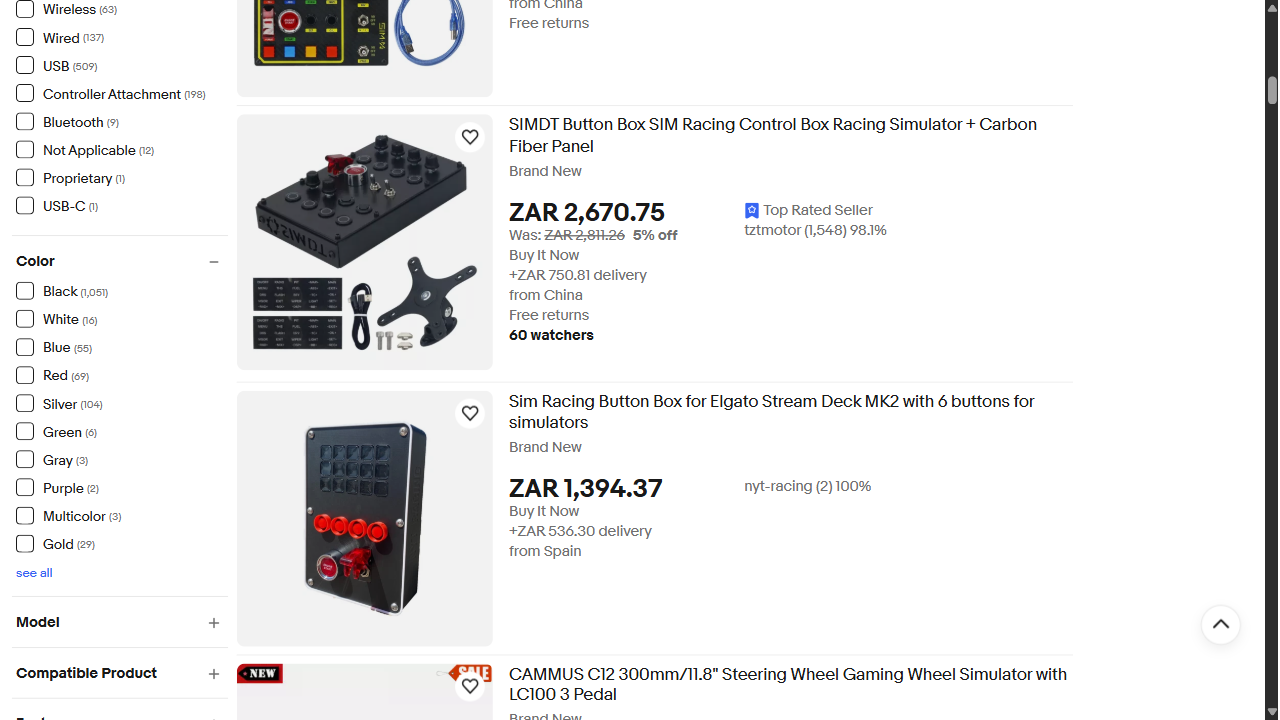 Wireless (63)
Wired (137)
USB (509)
Controller Attachment (198)
Bluetooth (9)
Not Applicable (12)
Proprietary (1)
USB-C (1)
Color
Black (1,051)
White (16)
Blue (55)
Red (69)
Silver (104)
Green (6)
Gray (3)
Purple (2)
Multicolor (3)
Gold (29)
see all
Model
Compatible Product
from China
Free returns
SIMDT Button Box SIM Racing Control Box Racing Simulator + Carbon
Fiber Panel
Brand New
ZAR 2,670.75
Was: ZAR 2,811.26 5% off
Buy It Now
+ZAR 750.81 delivery
from China
Free returns
60 watchers
Top Rated Seller
tztmotor (1,548) 98.1%
SIMDT
Sim Racing Button Box for Elgato Stream Deck MK2 with 6 buttons for
simulators
Brand New
ZAR 1,394.37
Buy It Now
+ZAR 536.30 delivery
from Spain
nyt-racing (2) 100%
NEW
SALE
CAMMUS C12 300mm/11.8" Steering Wheel Gaming Wheel Simulator with
LC100 3 Pedal
Brand New